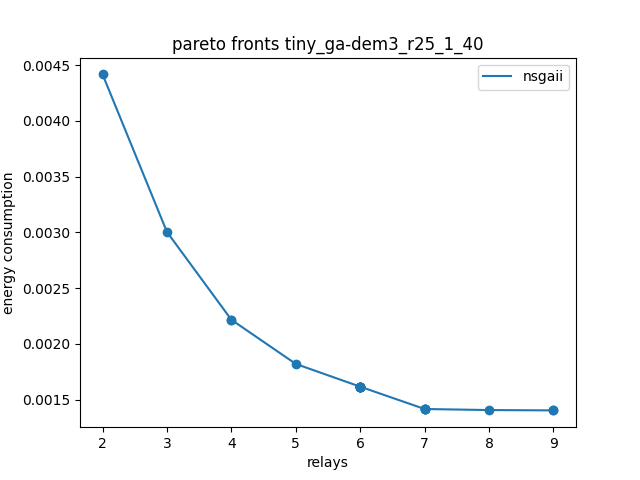 pareto fronts tiny_ga-dem3_r25_1_40
nsgaii
energy consumption
0.0045
0.0040
0.0035
0.0030
0.0025
0.0020
0.0015
2 3 4 5 6 7 8 9
relays